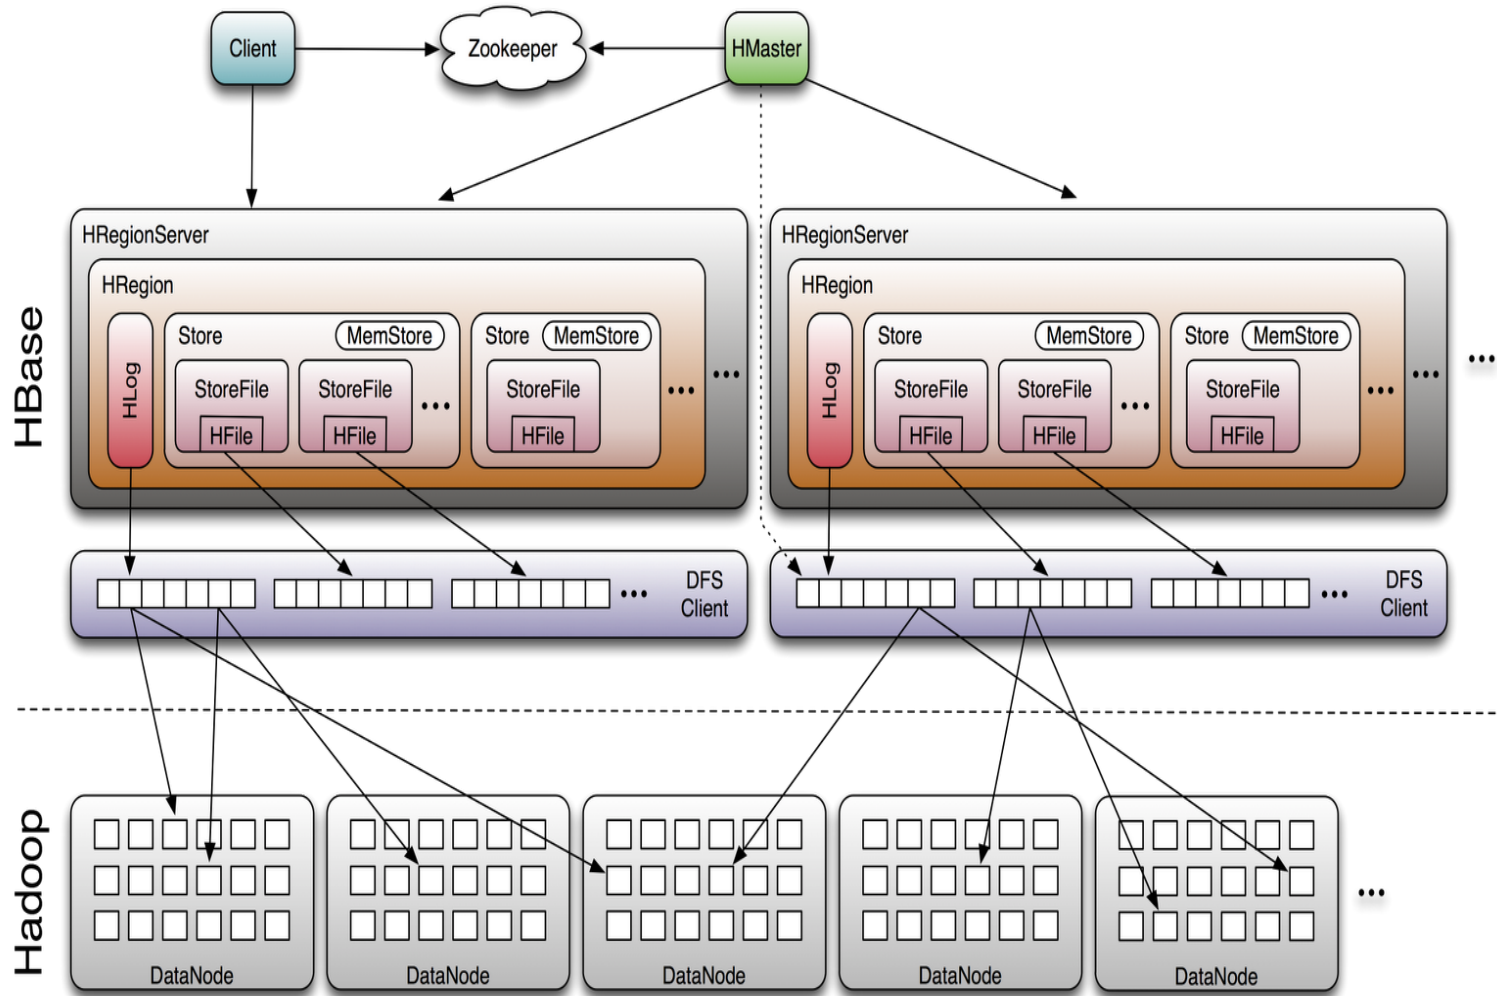 Client
Zookeeper
HMaster
HBase
HRegionServer
HRegion
HLog
Store
MemStore
StoreFile
HFile
StoreFile
HFile
...
Store
MemStore
StoreFile
HFile
...
...
HRegionServer
HRegion
HLog
Store
MemStore
StoreFile
HFile
StoreFile
HFile
...
Store
MemStore
StoreFile
HFile
...
...
...
...
DFS
Client
...
DFS
Client
Hadoop
DataNode
DataNode
DataNode
DataNode
DataNode
...